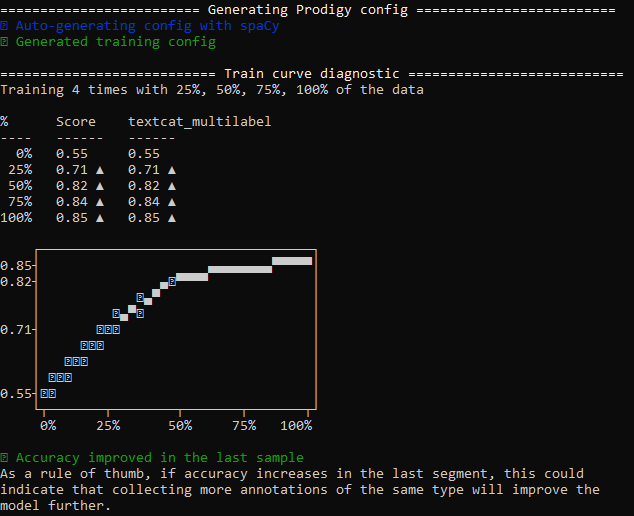 ========================= Generating Prodigy config =========================
Auto-generating config with spaCy
Generated training config
=========================== Train curve diagnostic ===========================
Training 4 times with 25%, 50%, 75%, 100% of the data
% Score textcat_multilabel
---- ------ ------
0% 0.55 0.55
25% 0.71 ▲ 0.71 ▲
50% 0.82 ▲ 0.82 ▲
75% 0.84 ▲ 0.84 ▲
100% 0.85 ▲ 0.85 ▲
0.85
0.82
0.71
0.55
0% 25% 50% 75% 100%
Accuracy improved in the last sample
As a rule of thumb, if accuracy increases in the last segment, this could
indicate that collecting more annotations of the same type will improve the
model further.